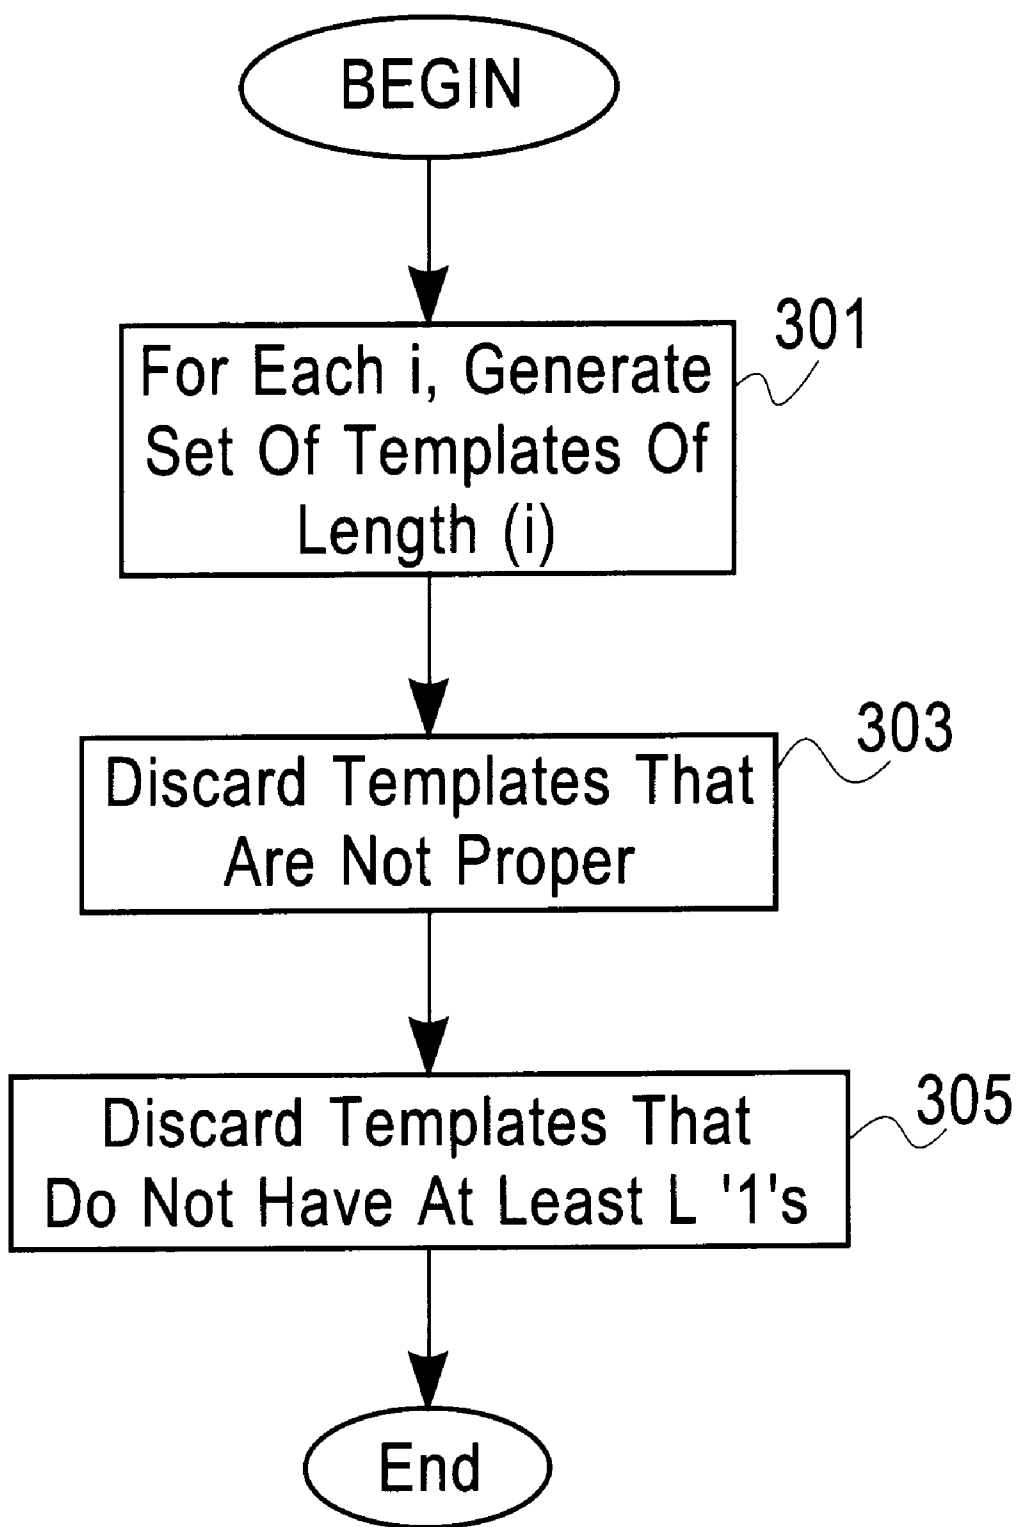 BEGIN
301
For Each i, Generate
Set Of Templates Of
Length (i)
303
Discard Templates That
Are Not Proper
305
Discard Templates That
Do Not Have At Least L '1's
End